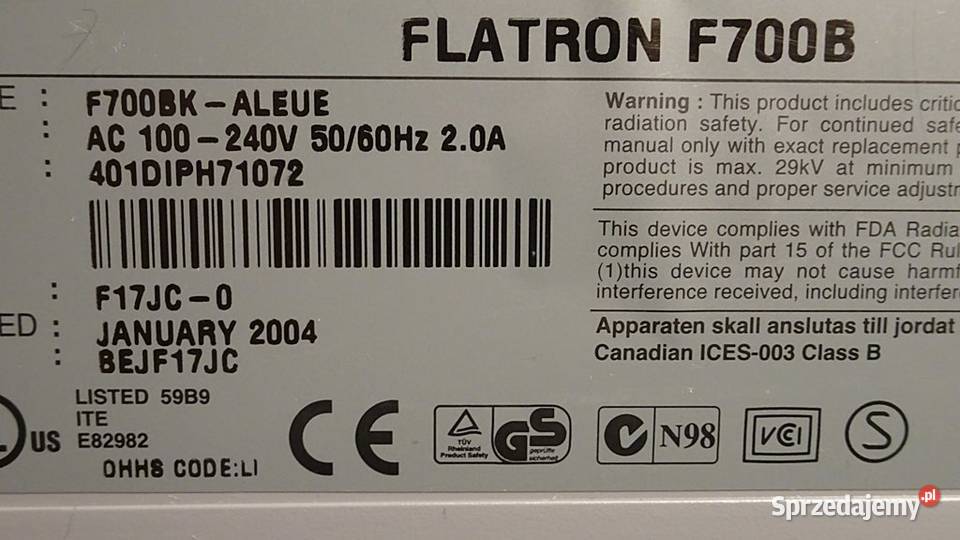 FLATRON F700B
E : F700BK-ALEUE
: AC 100-240V 50/60Hz 2.0A
: 401DIPH71072
Warning : This product includes critic
radiation safety. For continued safe
manual only with exact replacement p
product is max. 29kV at minimum
procedures and proper service adjustm
This device complies with FDA Radia
complies With part 15 of the FCC Rul
(1)this device may not cause harmf
interference received, including interfer
: F17JC-0
ED : JANUARY 2004
: BEJF17JC
Apparaten skall anslutas till jordat
Canadian ICES-003 Class B
LISTED 59B9
ITE
US E82982
OHHS CODE:LI
CE
TÜV
Rheinland
Product Safety
GS
geprüfte
sicherheit
N98
VCCI
S
Sprzedajemy.pl